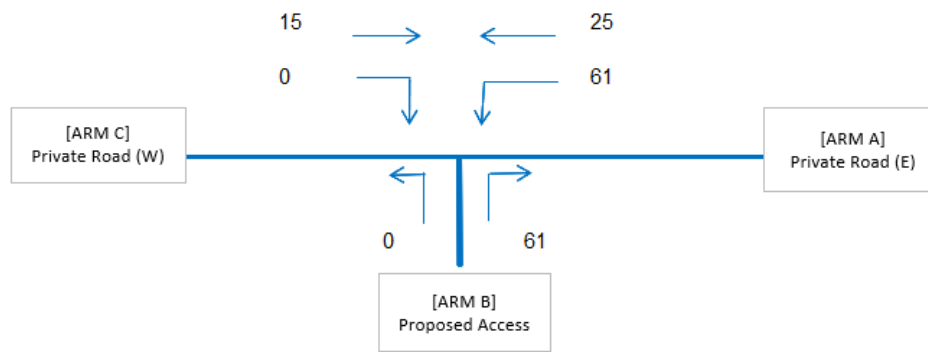 15
25
0
61
[ARM C]
Private Road (W)
[ARM A]
Private Road (E)
0
61
[ARM B]
Proposed Access